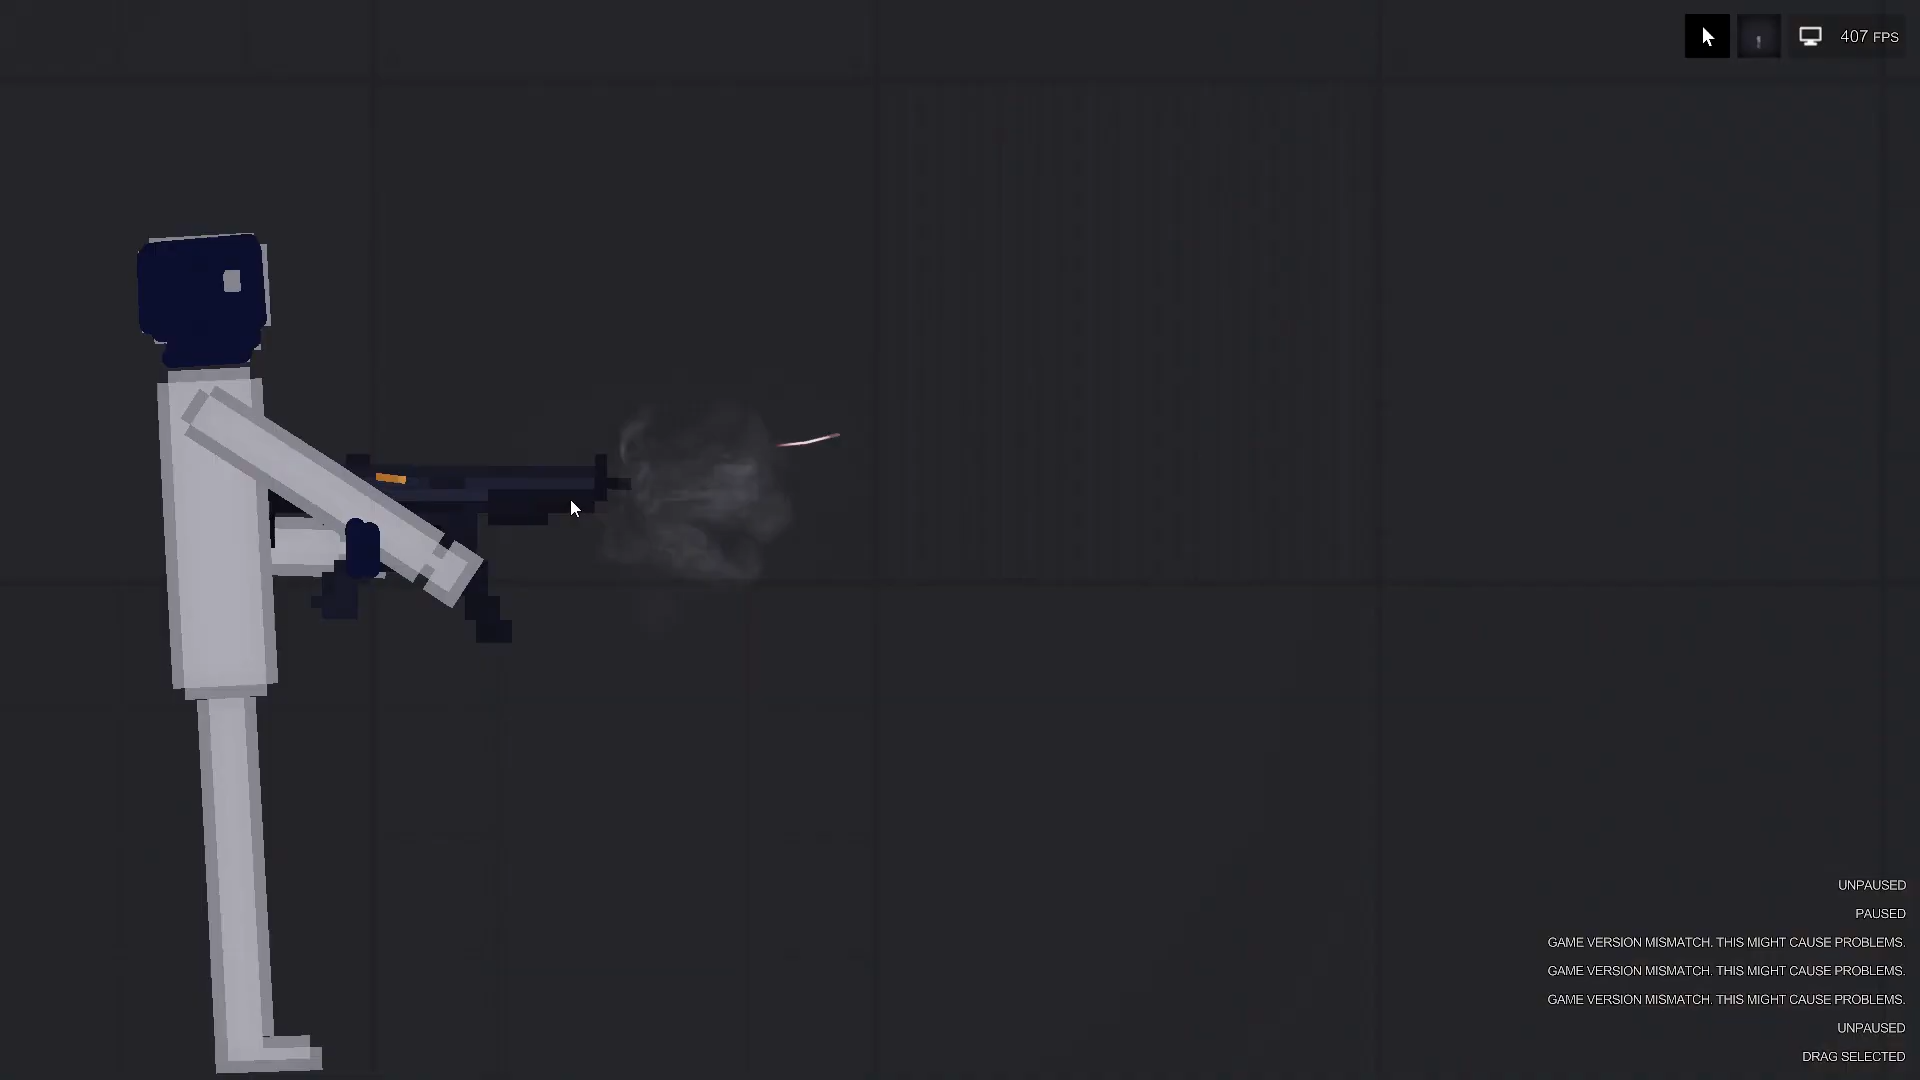 407 FPS
UNPAUSED
PAUSED
GAME VERSION MISMATCH. THIS MIGHT CAUSE PROBLEMS.
GAME VERSION MISMATCH. THIS MIGHT CAUSE PROBLEMS.
GAME VERSION MISMATCH. THIS MIGHT CAUSE PROBLEMS.
UNPAUSED
DRAG SELECTED